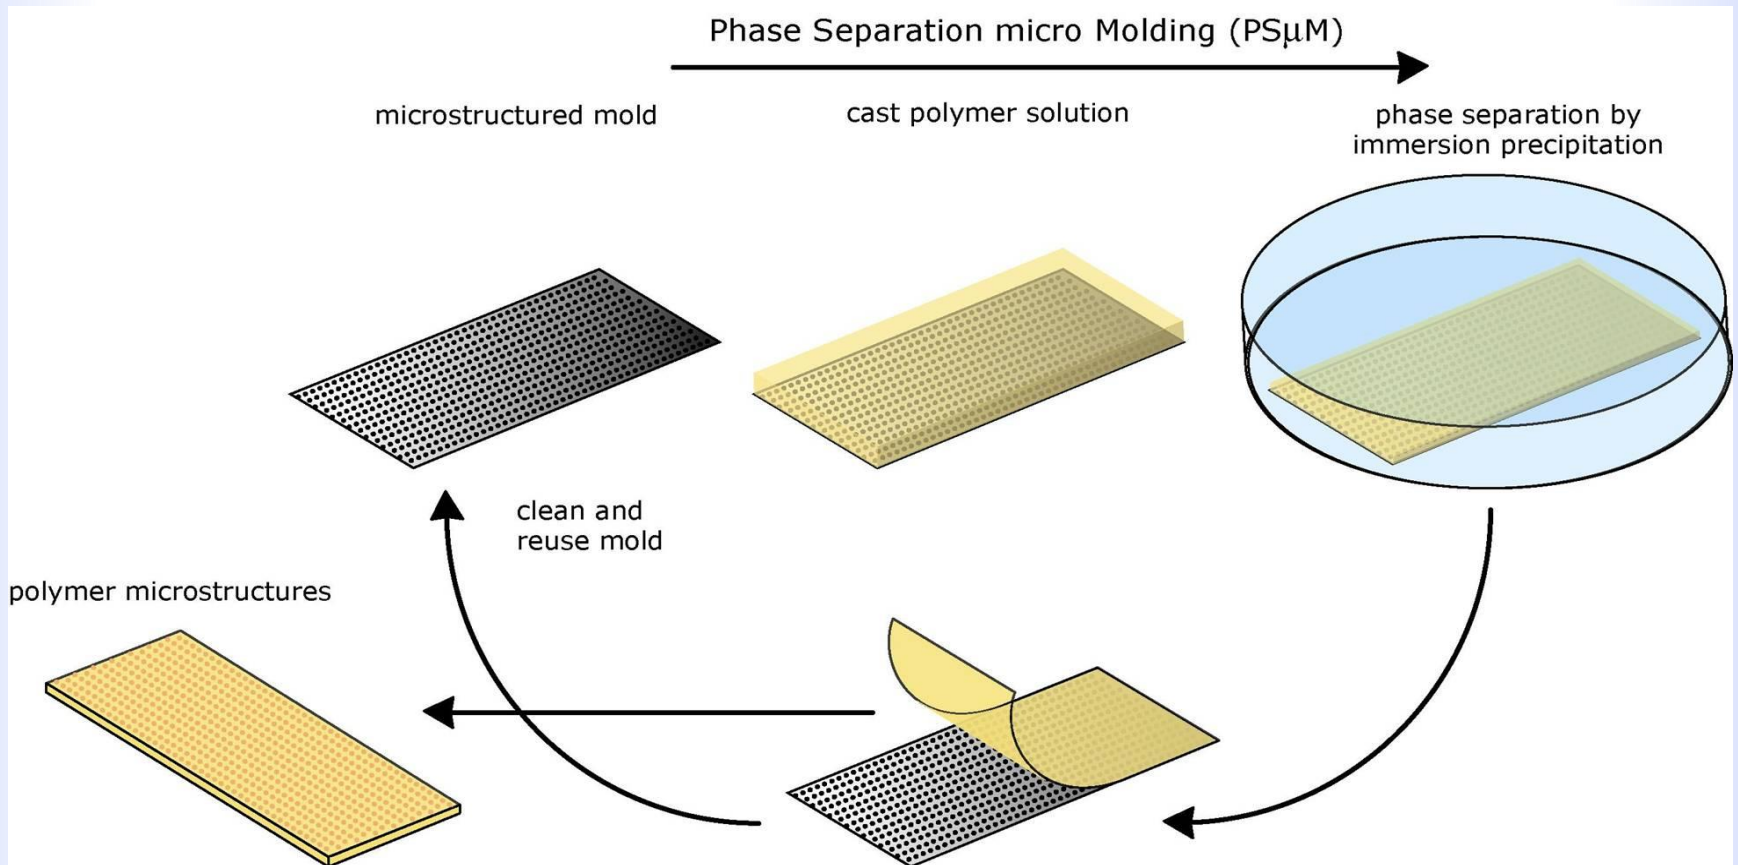 Phase Separation micro Molding (PSμM)
microstructured mold
cast polymer solution
phase separation by
immersion precipitation
clean and
reuse mold
polymer microstructures